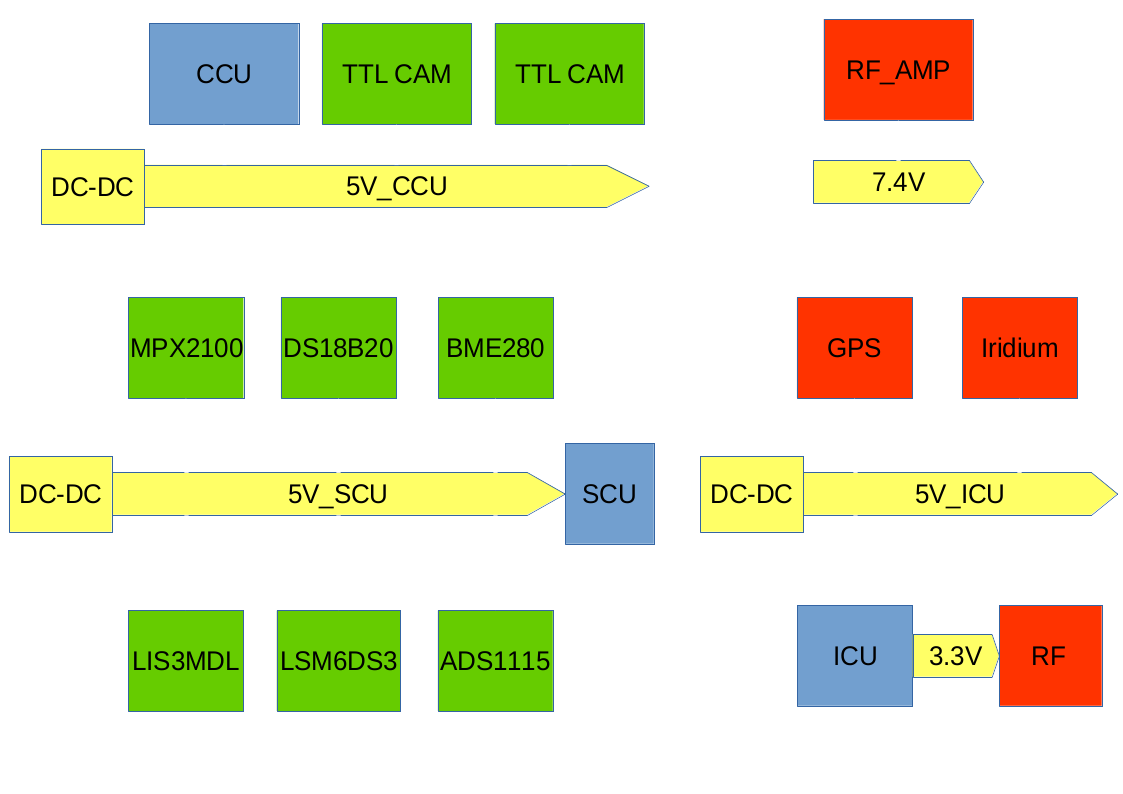 CCU
TTL CAM
TTL CAM
RF_AMP
DC-DC
5V_CCU
7.4V
MPX2100
DS18B20
BME280
GPS
Iridium
DC-DC
5V_SCU
SCU
DC-DC
5V_ICU
LIS3MDL
LSM6DS3
ADS1115
ICU
3.3V
RF